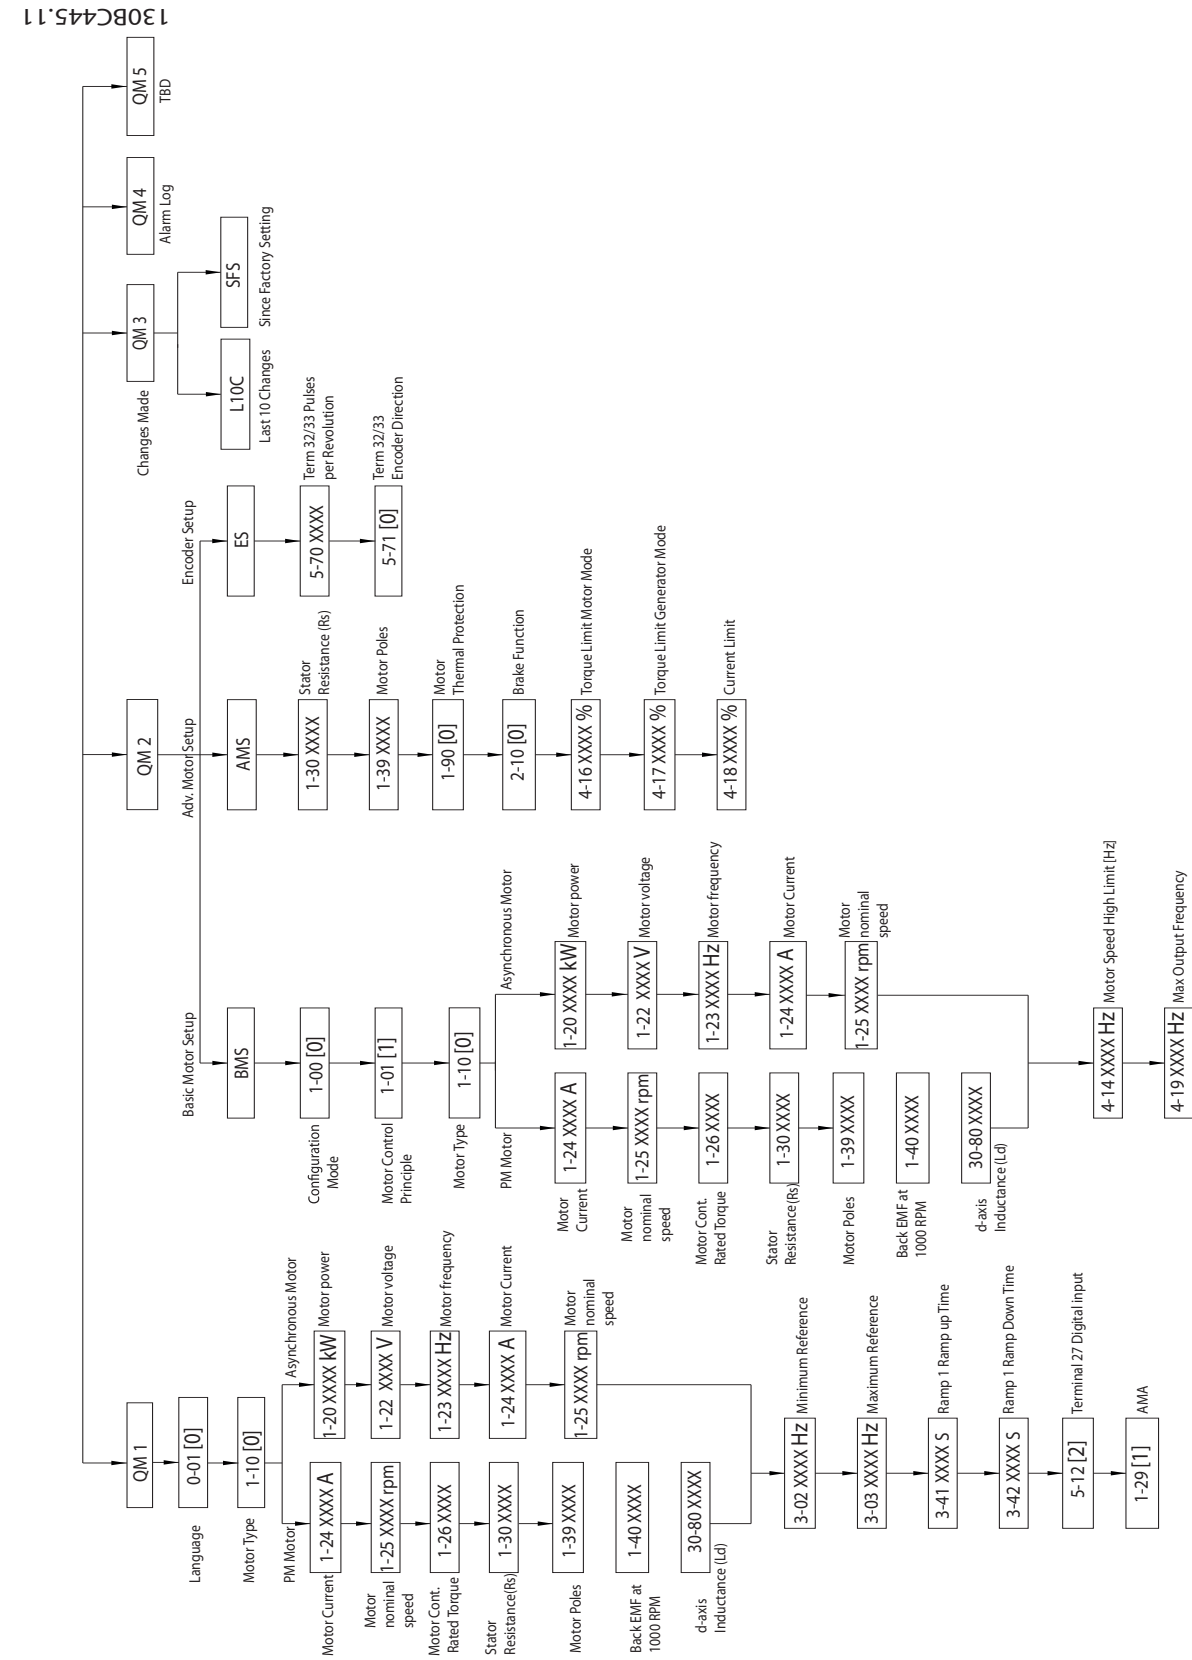 130BC445.11
QM 1
0-01 [0]
Language
1-10 [0]
Motor Type
PM Motor
1-24 XXXX A
Motor Current
1-25 XXXX rpm
Motor
nominal
speed
1-26 XXXX
Motor Cont.
Rated Torque
1-30 XXXX
Stator
Resistance(Rs)
1-39 XXXX
Motor Poles
1-40 XXXX
Back EMF at
1000 RPM
30-80 XXXX
d-axis
Inductance (Ld)
Asynchronous Motor
1-20 XXXX kW
Motor power
1-22 XXXX V
Motor voltage
1-23 XXXX Hz
Motor frequency
1-24 XXXX A
Motor Current
1-25 XXXX rpm
Motor
nominal
speed
3-02 XXXX Hz
Minimum Reference
3-03 XXXX Hz
Maximum Reference
3-41 XXXX S
Ramp 1 Ramp up Time
3-42 XXXX S
Ramp 1 Ramp Down Time
5-12 [2]
Terminal 27 Digital input
1-29 [1]
AMA
QM 2
Basic Motor Setup
BMS
1-00 [0]
Configuration
Mode
1-01 [1]
Motor Control
Principle
1-10 [0]
Motor Type
PM Motor
1-24 XXXX A
Motor
Current
1-25 XXXX rpm
Motor
nominal
speed
1-26 XXXX
Motor Cont.
Rated Torque
1-30 XXXX
Stator
Resistance(Rs)
1-39 XXXX
Motor Poles
1-40 XXXX
Back EMF at
1000 RPM
30-80 XXXX
d-axis
Inductance (Ld)
Asynchronous Motor
1-20 XXXX kW
Motor power
1-22 XXXX V
Motor voltage
1-23 XXXX Hz
Motor frequency
1-24 XXXX A
Motor Current
1-25 XXXX rpm
Motor
nominal
speed
4-14 XXXX Hz
Motor Speed High Limit [Hz]
4-19 XXXX Hz
Max Output Frequency
Adv. Motor Setup
AMS
1-30 XXXX
Stator
Resistance (Rs)
1-39 XXXX
Motor Poles
1-90 [0]
Motor
Thermal Protection
2-10 [0]
Brake Function
4-16 XXXX %
Torque Limit Motor Mode
4-17 XXXX %
Torque Limit Generator Mode
4-18 XXXX %
Current Limit
Encoder Setup
ES
5-70 XXXX
Term 32/33 Pulses
per Revolution
5-71 [0]
Term 32/33
Encoder Direction
QM 3
Changes Made
L10C
Last 10 Changes
SFS
Since Factory Setting
QM 4
Alarm Log
QM 5
TBD